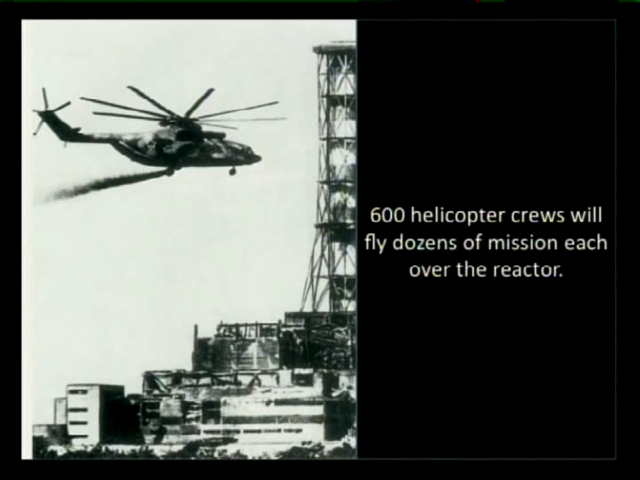 600 helicopter crews will
fly dozens of mission each
over the reactor.